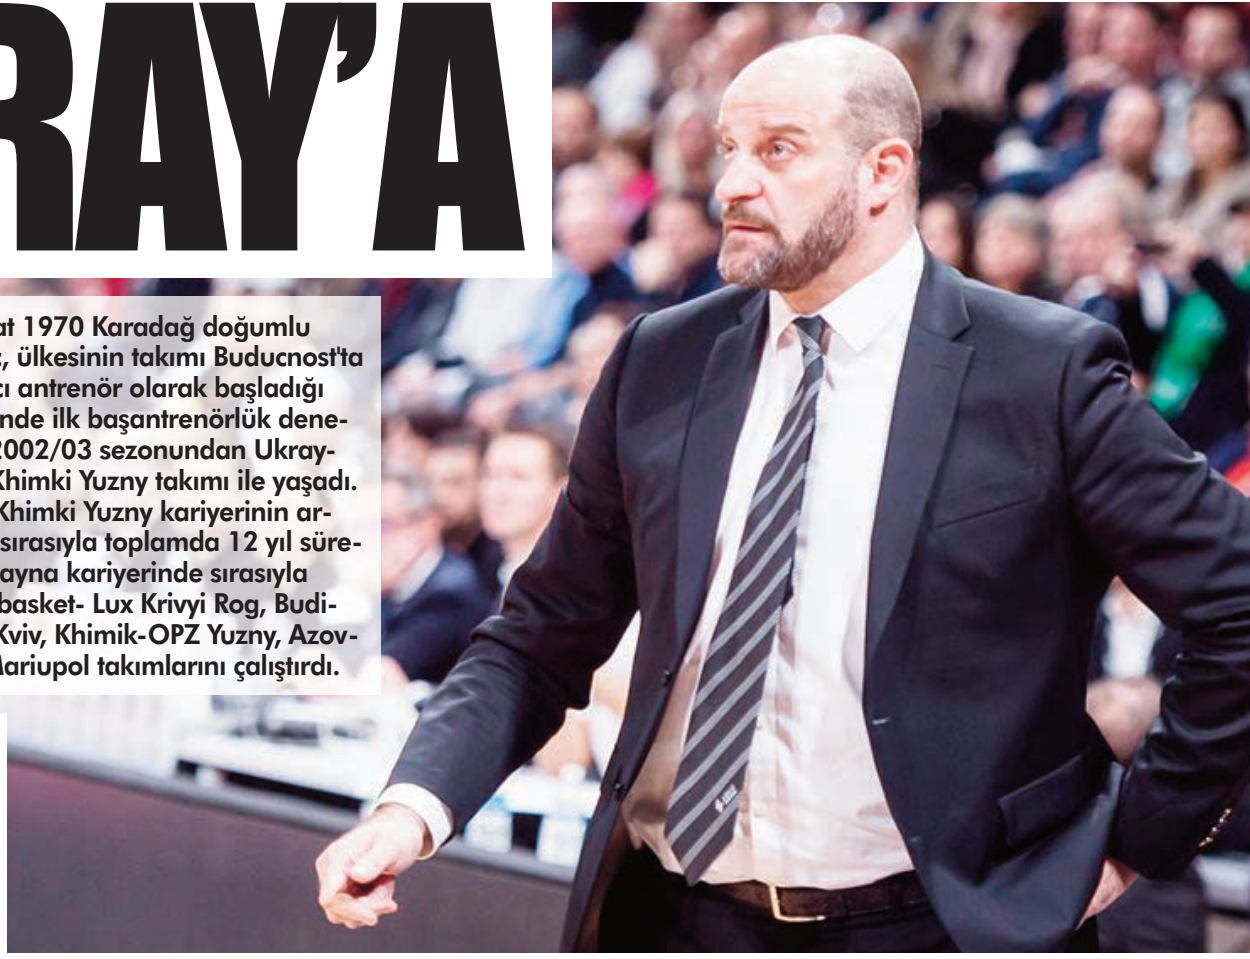 RAY'A
at 1970 Karadağ doğumlu
, ülkesinin takımı Buducnost'ta
cı antrenör olarak başladığı
nde ilk başantrenörlük dene-
2002/03 sezonundan Ukray-
Khimki Yuzny takımı ile yaşadı.
Khimki Yuzny kariyerinin ar-
sırasıyla toplamda 12 yıl süre-
ayna kariyerinde sırasıyla
basket- Lux Krivyi Rog, Budi-
Kviv, Khimik-OPZ Yuzny, Azov-
Mariupol takımlarını çalıştırdı.